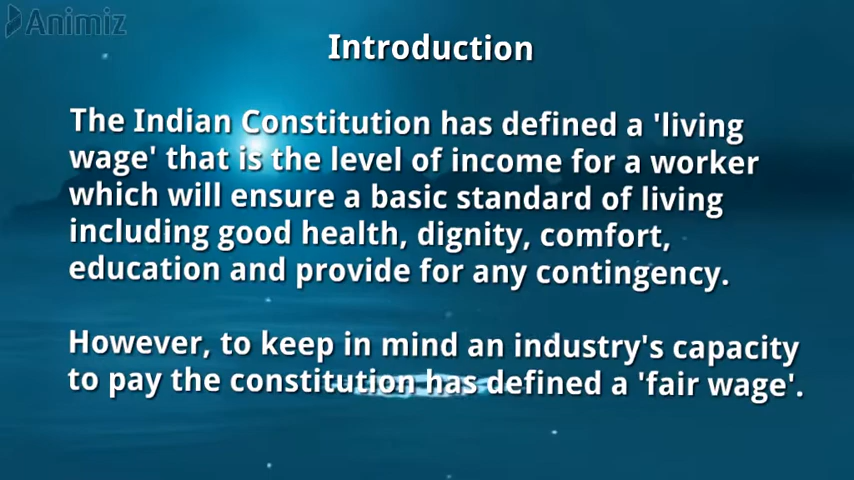 Animiz
Introduction
The Indian Constitution has defined a 'living
wage' that is the level of income for a worker
which will ensure a basic standard of living
including good health, dignity, comfort,
education and provide for any contingency.
However, to keep in mind an industry's capacity
to pay the constitution has defined a 'fair wage'.